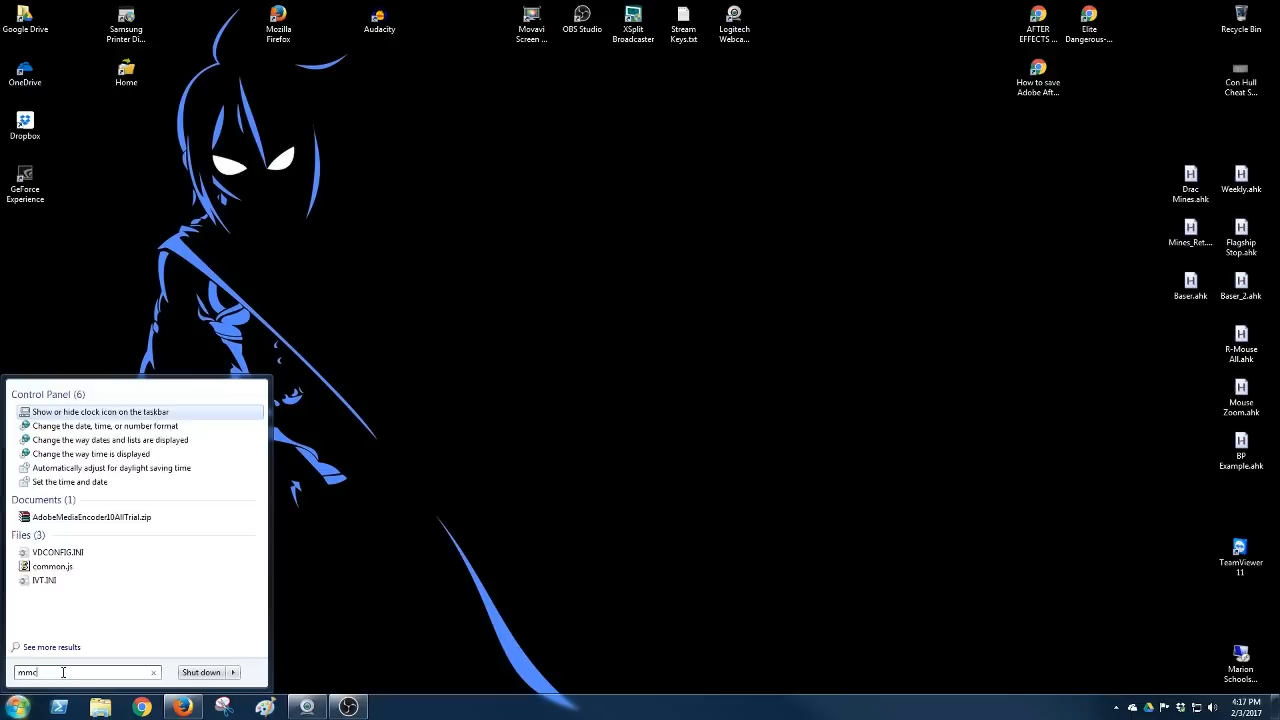 Google Drive
Samsung
Printer Di...
Mozilla
Firefox
Audacity
Movavi
Screen ...
OBS Studio
XSplit
Broadcaster
Stream
Keys.txt
Logitech
Webca...
AFTER
EFFECTS ...
Elite
Dangerous-...
Recycle Bin
OneDrive
Home
How to save
Adobe Aft...
Con Hull
Cheat S...
Dropbox
GeForce
Experience
Drac
Mines.ahk
Weekly.ahk
Mines_Ret....
Flagship
Stop.ahk
Baser.ahk
Baser_2.ahk
R-Mouse
All.ahk
Mouse
Zoom.ahk
BP
Example.ahk
TeamViewer
11
Marion
Schools...
Control Panel (6)
Show or hide clock icon on the taskbar
Change the date, time, or number format
Change the way dates and lists are displayed
Change the way time is displayed
Automatically adjust for daylight saving time
Set the time and date
Documents (1)
AdobeMediaEncoder10AllTrial.zip
Files (3)
VDCONFIG.INI
common.js
IVT.INI
See more results
mmc
Shut down
4:17 PM
2/3/2017